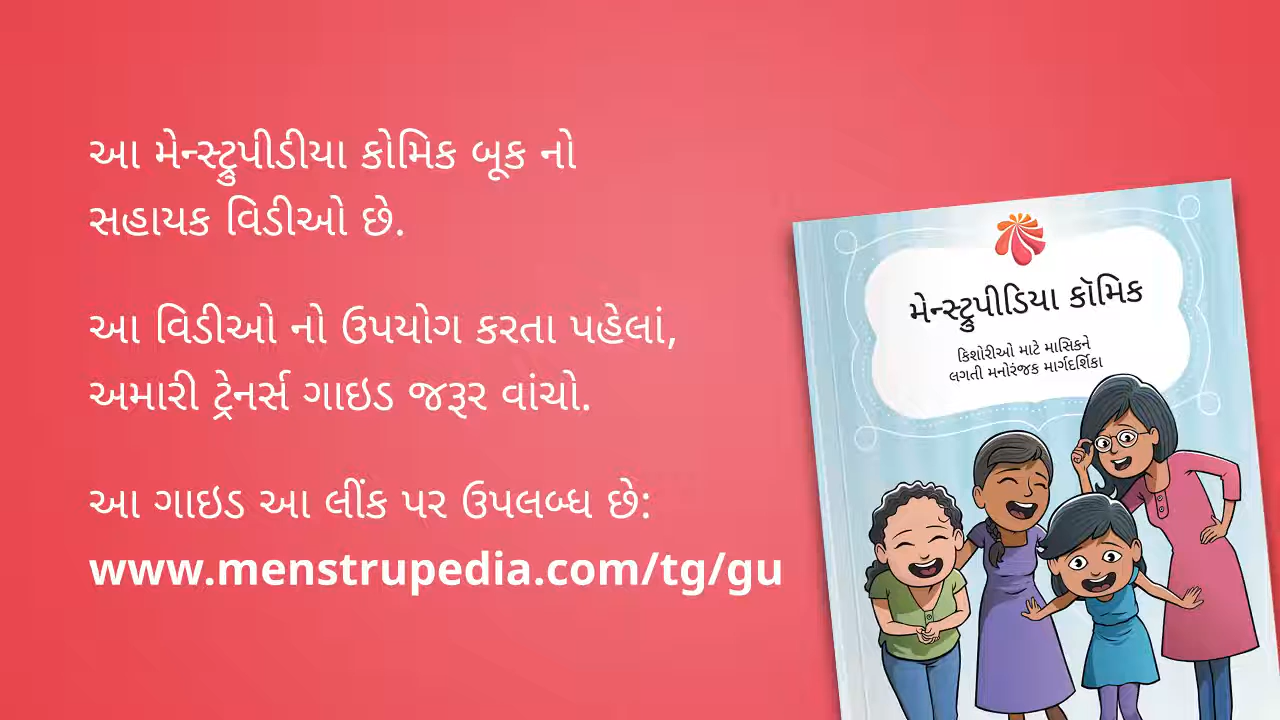 આ મેન્સ્ટ્રુપીડીયા કોમિક બૂક નો
સહાયક વિડીઓ છે.
આ વિડીઓ નો ઉપયોગ કરતા પહેલાં,
અમારી ટ્રેનર્સ ગાઇડ જરૂર વાંચો.
આ ગાઇડ આ લીંક પર ઉપલબ્ધ છે:
www.menstrupedia.com/tg/gu
મેન્સ્ટ્રુપીડિયા કૉમિક
કિશોરીઓ માટે માસિકને
લગતી મનોરંજક માર્ગદર્શિકા